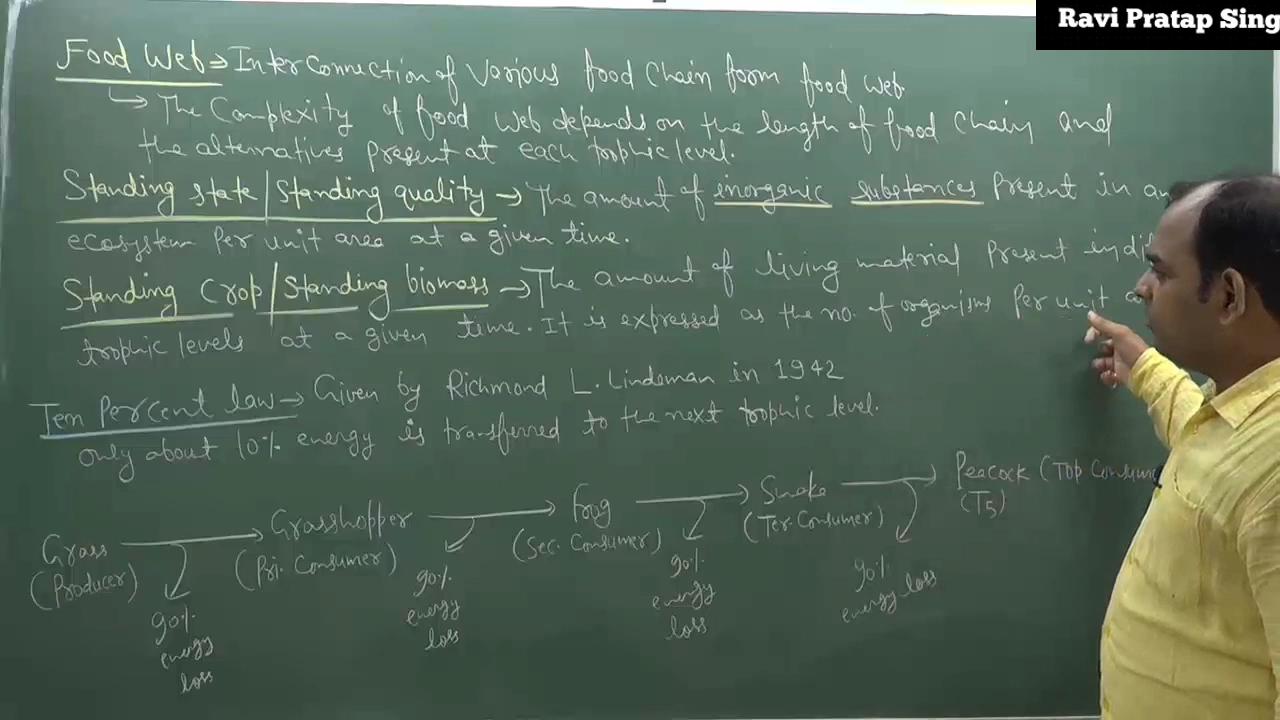 Ravi Pratap Sing
Food Web ⇒ Interconnection of Various food Chain form food web
↳ The Complexity of food Web depends on the length of food Chain and
the alternatives Present at each trophic level.
Standing state | Standing quality → The amount of inorganic substances Present in an
ecosystem Per unit area at a given time.
Standing Crop | Standing biomass → The amount of living material Present in
trophic levels at a given time. It is expressed as the no. of organisms Per unit
Ten Percent law → Given by Richmond L. Lindeman in 1942
only about 10% energy is transferred to the next trophic level.
Grass → Grasshopper → Frog → Snake → Peacock (Top
(Producer) (Pri. Consumer) (Sec. Consumer) (Ter. Consumer) (T5)
90% energy loss 90% energy loss 90% energy loss 90% energy loss